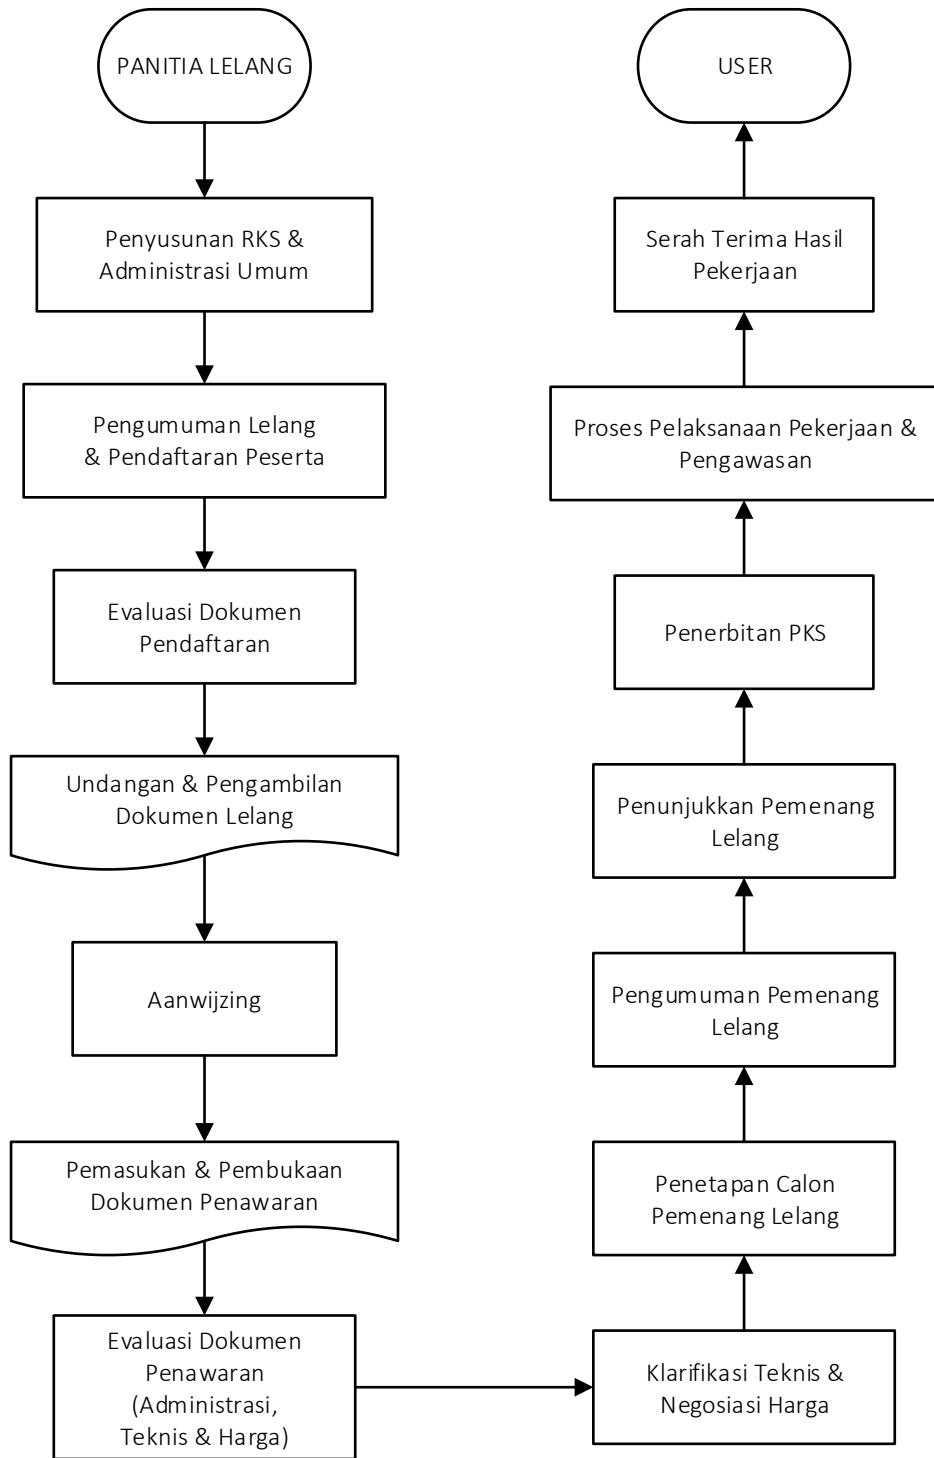 PANITIA LELANG
Penyusunan RKS &
Administrasi Umum
Pengumuman Lelang
& Pendaftaran Peserta
Evaluasi Dokumen
Pendaftaran
Undangan & Pengambilan
Dokumen Lelang
Aanwijzing
Pemasukan & Pembukaan
Dokumen Penawaran
Evaluasi Dokumen
Penawaran
(Administrasi,
Teknis & Harga)
Klarifikasi Teknis &
Negosiasi Harga
Penetapan Calon
Pemenang Lelang
Pengumuman Pemenang
Lelang
Penunjukkan Pemenang
Lelang
Penerbitan PKS
Proses Pelaksanaan Pekerjaan &
Pengawasan
Serah Terima Hasil
Pekerjaan
USER